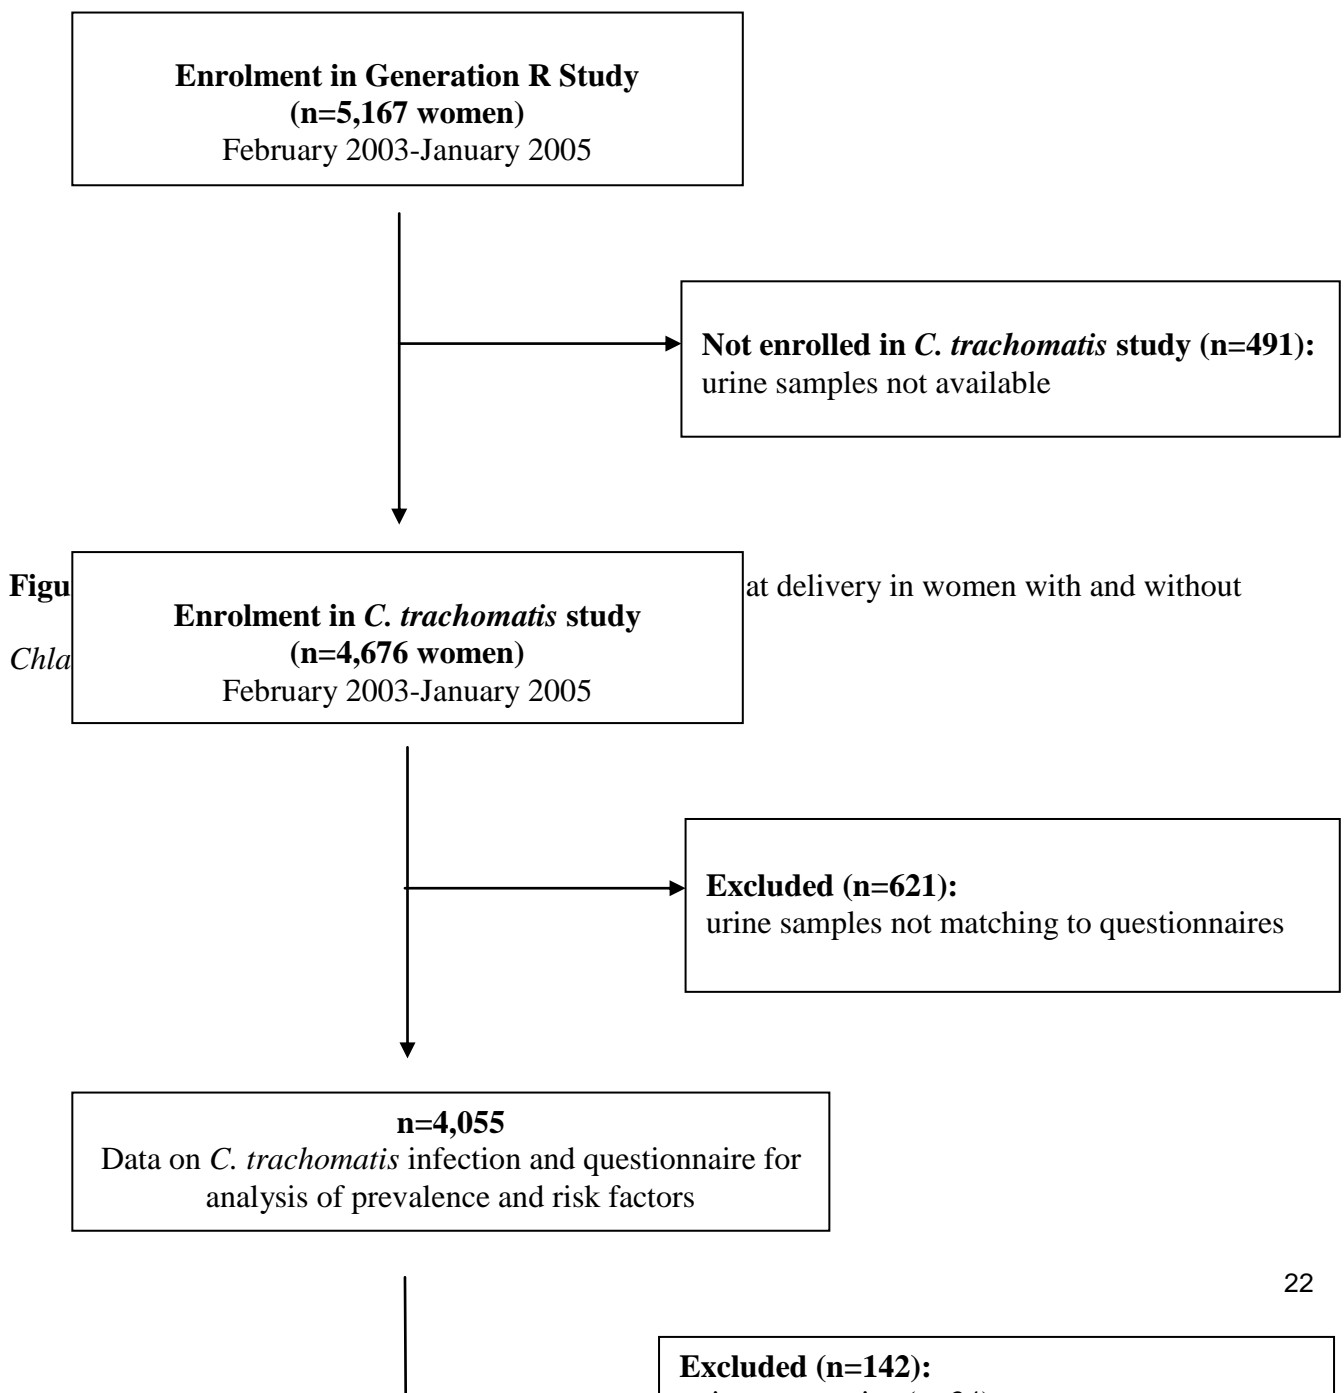 Enrolment in Generation R Study
(n=5,167 women)
February 2003-January 2005
Not enrolled in C. trachomatis study (n=491):
urine samples not available
Figu
at delivery in women with and without
Chla
Enrolment in C. trachomatis study
(n=4,676 women)
February 2003-January 2005
Excluded (n=621):
urine samples not matching to questionnaires
n=4,055
Data on C. trachomatis infection and questionnaire for
analysis of prevalence and risk factors
22
Excluded (n=142):